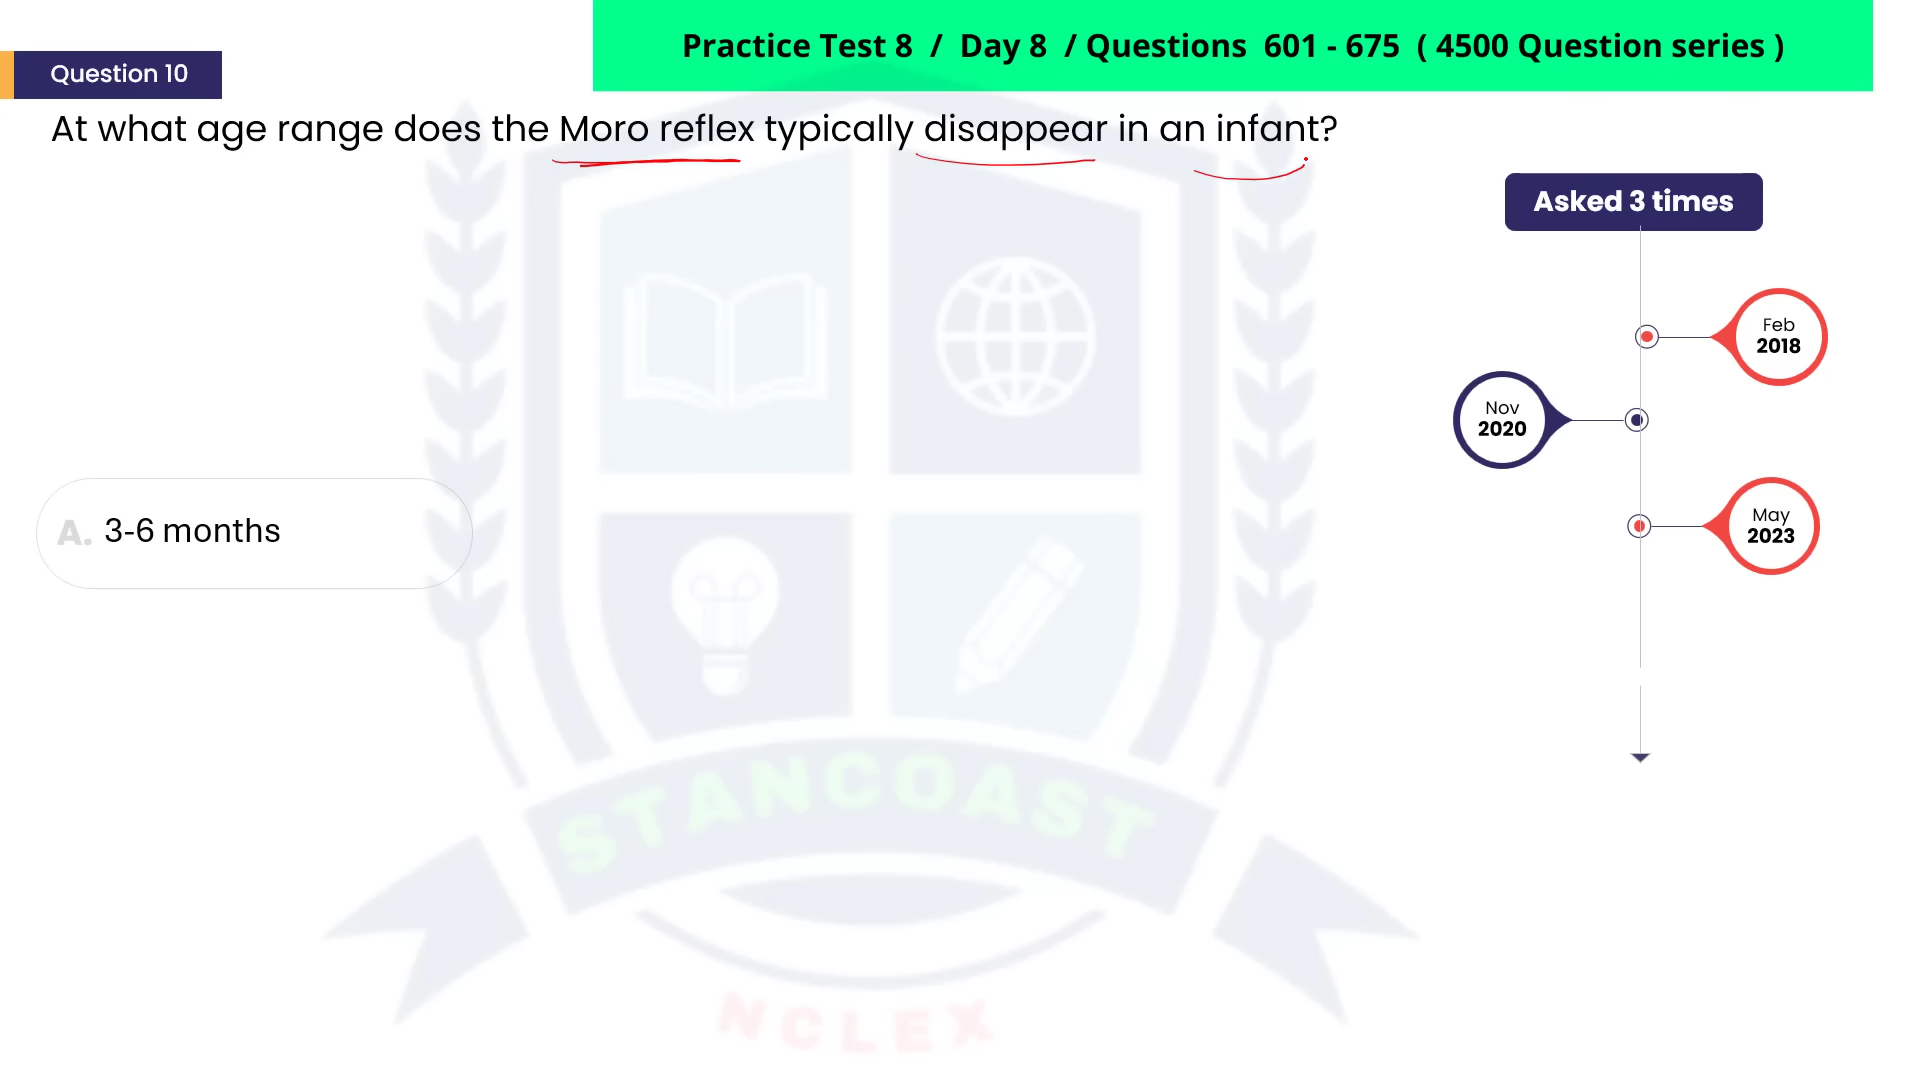 Practice Test 8 / Day 8 / Questions 601 - 675 ( 4500 Question series )
Question 10
At what age range does the Moro reflex typically disappear in an infant?
Asked 3 times
Feb
2018
Nov
2020
May
2023
A. 3-6 months
STANCOAST
NCLEX